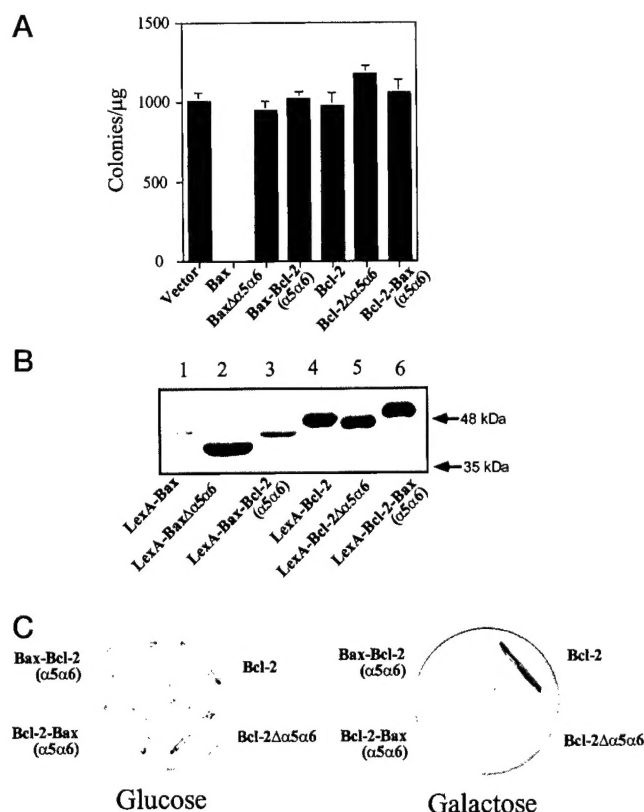 A
1500
1000
500
0
Colonies/µg
Vector
Bax
BaxΔα5α6
Bax-Bcl-2
(α5α6)
Bcl-2
Bcl-2Δα5α6
Bcl-2-Bax
(α5α6)
B
1 2 3 4 5 6
48 kDa
35 kDa
LexA-Bax
LexA-BaxΔα5α6
LexA-Bax-Bcl-2
(α5α6)
LexA-Bcl-2
LexA-Bcl-2Δα5α6
LexA-Bcl-2-Bax
(α5α6)
C
Bax-Bcl-2
(α5α6)
Bcl-2
Bcl-2-Bax
(α5α6)
Bcl-2Δα5α6
Glucose
Bax-Bcl-2
(α5α6)
Bcl-2
Bcl-2-Bax
(α5α6)
Bcl-2Δα5α6
Galactose